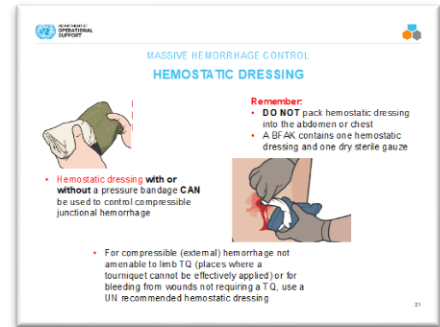 DEPARTMENT OF
OPERATIONAL
SUPPORT
MASSIVE HEMORRHAGE CONTROL
HEMOSTATIC DRESSING
Remember:
• DO NOT pack hemostatic dressing
into the abdomen or chest
• A BFAK contains one hemostatic
dressing and one dry sterile gauze
• Hemostatic dressing with or
without a pressure bandage CAN
be used to control compressible
junctional hemorrhage
• For compressible (external) hemorrhage not
amenable to limb TQ (places where a
tourniquet cannot be effectively applied) or for
bleeding from wounds not requiring a TQ, use a
UN recommended hemostatic dressing
21